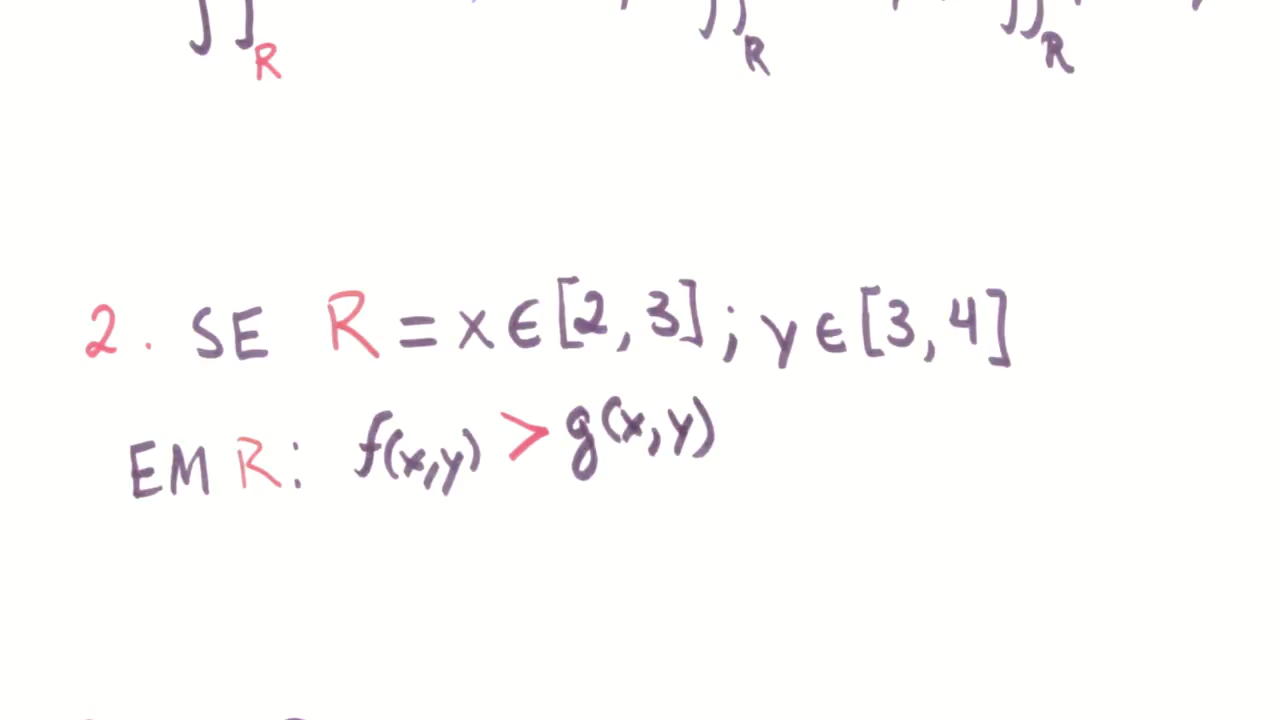 ∫∫R ∫∫R ∫∫R
2. SE R = x ∈ [2, 3] ; y ∈ [3, 4]
EM R: f(x,y) > g(x,y)